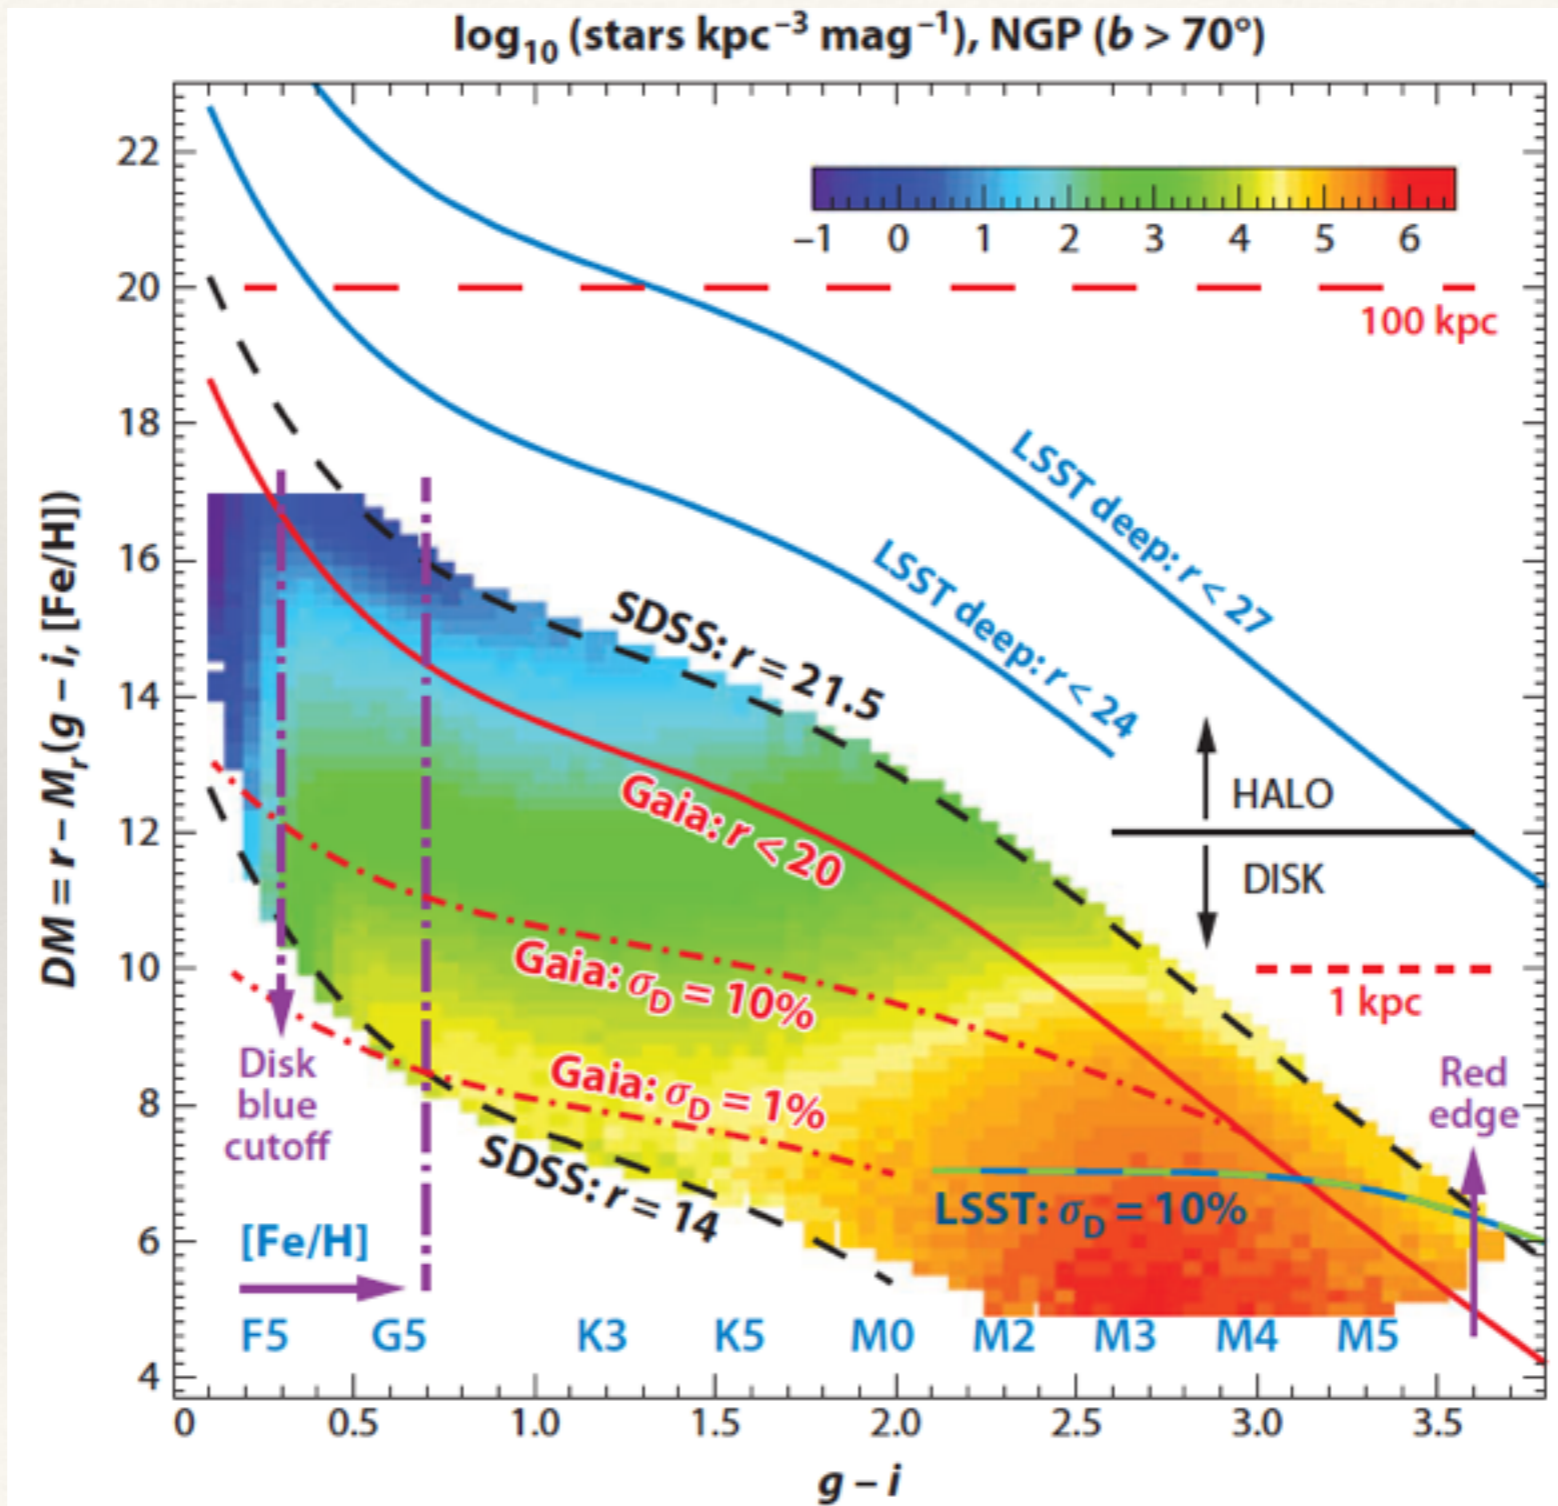 log₁₀ (stars kpc⁻³ mag⁻¹), NGP (b > 70°)
DM = r − Mᵣ(g − i, [Fe/H])
22
20
18
16
14
12
10
8
6
4
−1 0 1 2 3 4 5 6
100 kpc
LSST deep: r < 27
LSST deep: r < 24
SDSS: r = 21.5
HALO
Gaia: r < 20
DISK
Gaia: σ_D = 10%
1 kpc
Disk
blue
cutoff
Gaia: σ_D = 1%
Red
edge
SDSS: r = 14
LSST: σ_D = 10%
[Fe/H]
F5 G5 K3 K5 M0 M2 M3 M4 M5
0 0.5 1.0 1.5 2.0 2.5 3.0 3.5
g − i